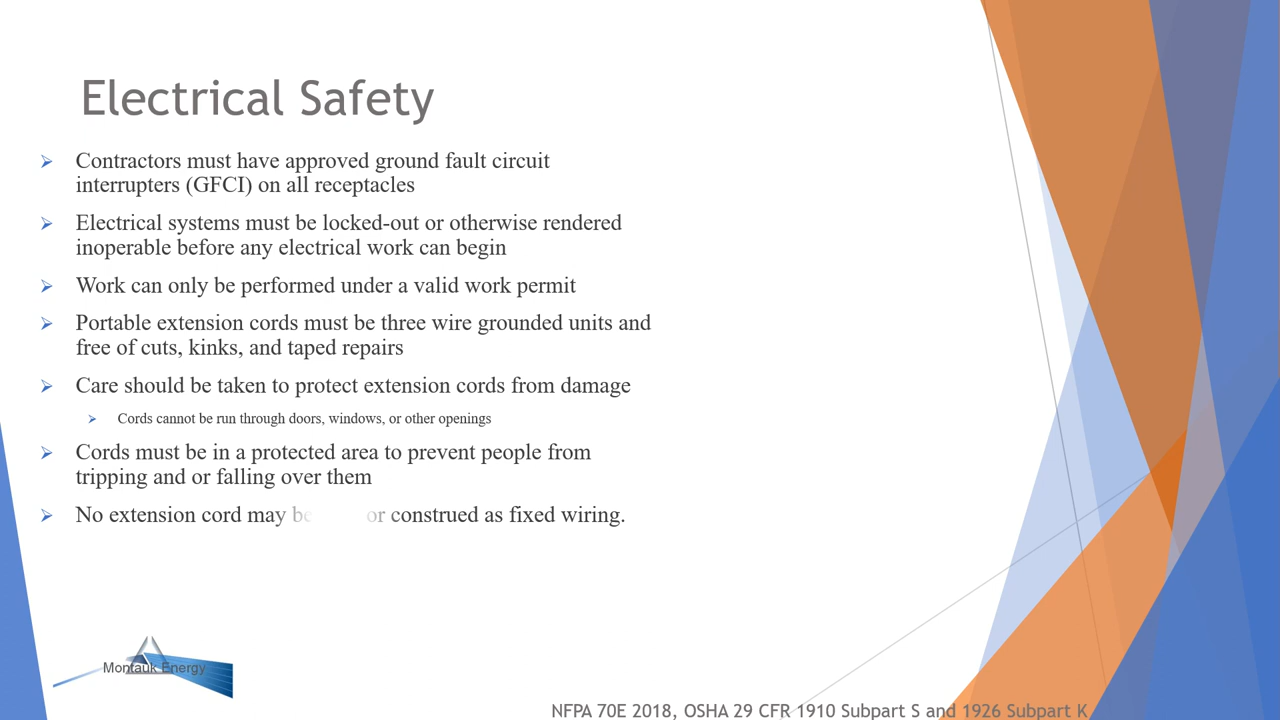 Electrical Safety
Contractors must have approved ground fault circuit
interrupters (GFCI) on all receptacles
Electrical systems must be locked-out or otherwise rendered
inoperable before any electrical work can begin
Work can only be performed under a valid work permit
Portable extension cords must be three wire grounded units and
free of cuts, kinks, and taped repairs
Care should be taken to protect extension cords from damage
Cords cannot be run through doors, windows, or other openings
Cords must be in a protected area to prevent people from
tripping and or falling over them
No extension cord may be or construed as fixed wiring.
Montauk Energy
NFPA 70E 2018, OSHA 29 CFR 1910 Subpart S and 1926 Subpart K